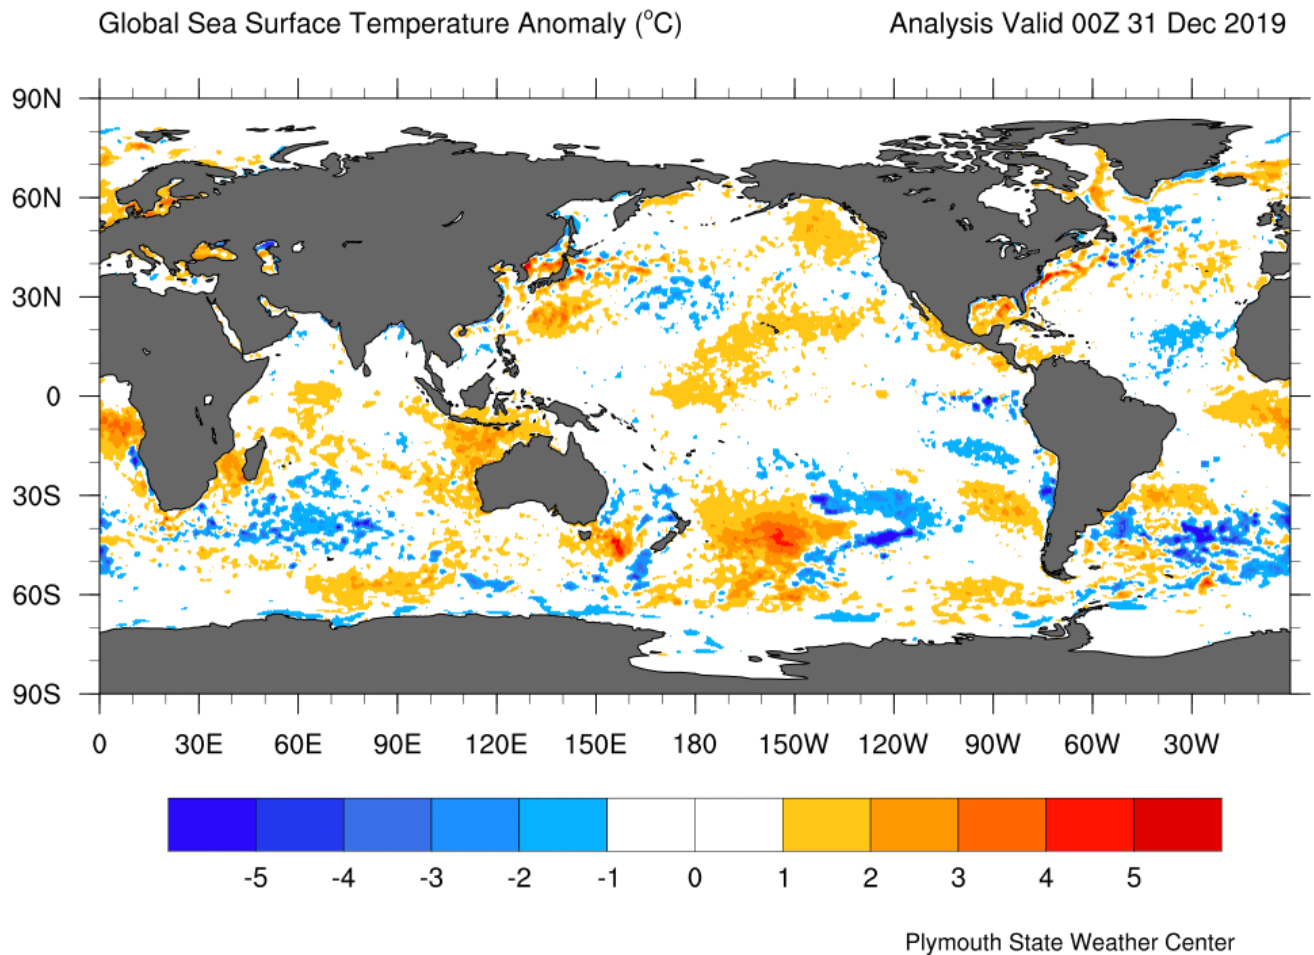 Global Sea Surface Temperature Anomaly (°C) Analysis Valid 00Z 31 Dec 2019
90N
60N
30N
0
30S
60S
90S
0 30E 60E 90E 120E 150E 180 150W 120W 90W 60W 30W
-5 -4 -3 -2 -1 0 1 2 3 4 5
Plymouth State Weather Center